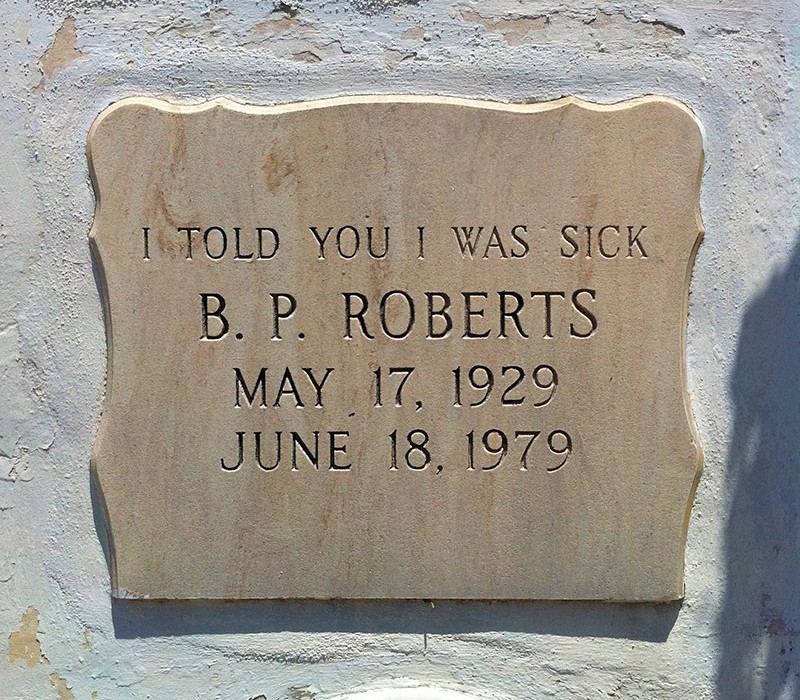 I TOLD YOU I WAS SICK
B. P. ROBERTS
MAY 17, 1929
JUNE 18, 1979